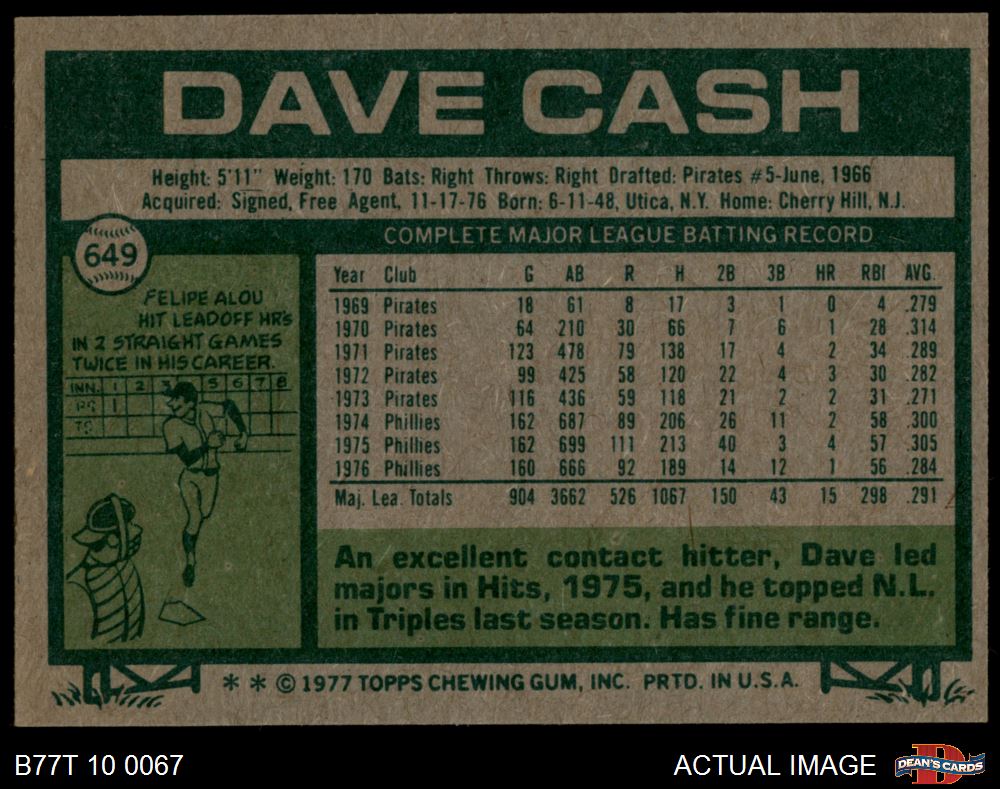 DAVE CASH
Height: 5'11" Weight: 170 Bats: Right Throws: Right Drafted: Pirates #5-June, 1966
Acquired: Signed, Free Agent, 11-17-76 Born: 6-11-48, Utica, N.Y. Home: Cherry Hill, N.J.
649
COMPLETE MAJOR LEAGUE BATTING RECORD
FELIPE ALOU
HIT LEADOFF HR'S
IN 2 STRAIGHT GAMES
TWICE IN HIS CAREER.
INN. 1 2 3 5 6 7 8
1
Year Club G AB R H 2B 3B HR RBI AVG.
1969 Pirates 18 61 8 17 3 1 0 4 .279
1970 Pirates 64 210 30 66 7 6 1 28 .314
1971 Pirates 123 478 79 138 17 4 2 34 .289
1972 Pirates 99 425 58 120 22 4 3 30 .282
1973 Pirates 116 436 59 118 21 2 2 31 .271
1974 Phillies 162 687 89 206 26 11 2 58 .300
1975 Phillies 162 699 111 213 40 3 4 57 .305
1976 Phillies 160 666 92 189 14 12 1 56 .284
Maj. Lea. Totals 904 3662 526 1067 150 43 15 298 .291
An excellent contact hitter, Dave led
majors in Hits, 1975, and he topped N.L.
in Triples last season. Has fine range.
* * © 1977 TOPPS CHEWING GUM, INC. PRTD. IN U.S.A.
B77T 10 0067
ACTUAL IMAGE
DEAN'S CARDS